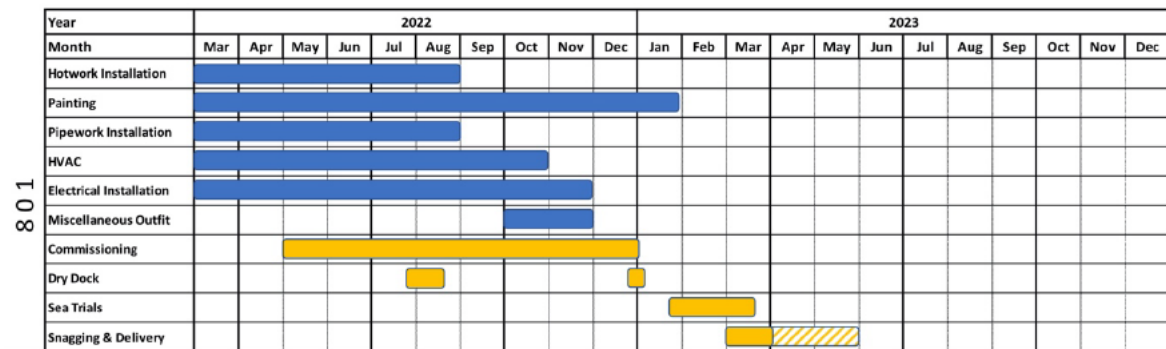 Year 2022 2023
Month Mar Apr May Jun Jul Aug Sep Oct Nov Dec Jan Feb Mar Apr May Jun Jul Aug Sep Oct Nov Dec
Hotwork Installation
Painting
Pipework Installation
HVAC
Electrical Installation
Miscellaneous Outfit
Commissioning
Dry Dock
Sea Trials
Snagging & Delivery
801